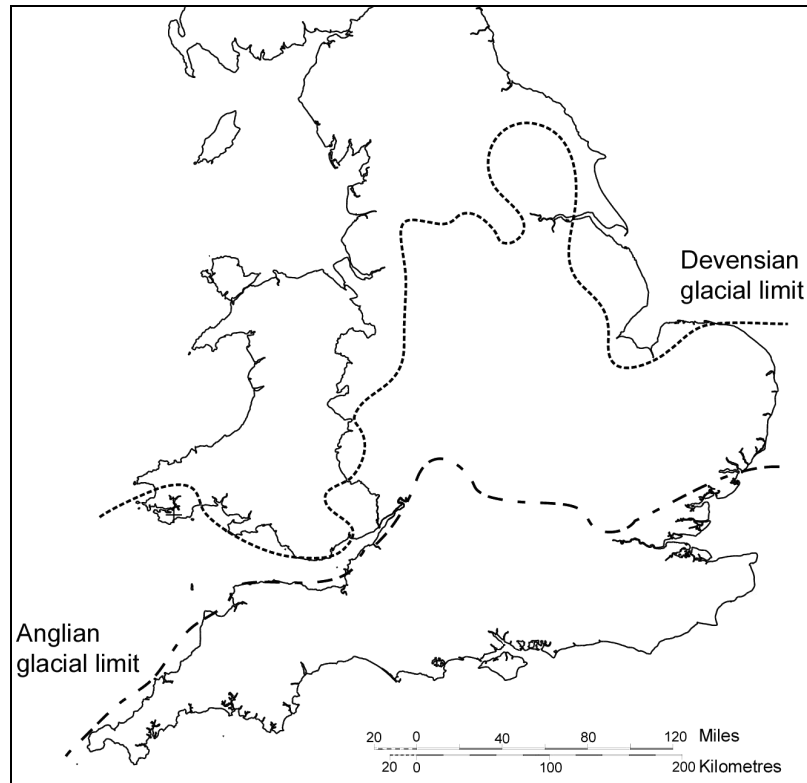 Devensian
glacial limit
Anglian
glacial limit
20 0 40 80 120 Miles
20 0 100 200 Kilometres